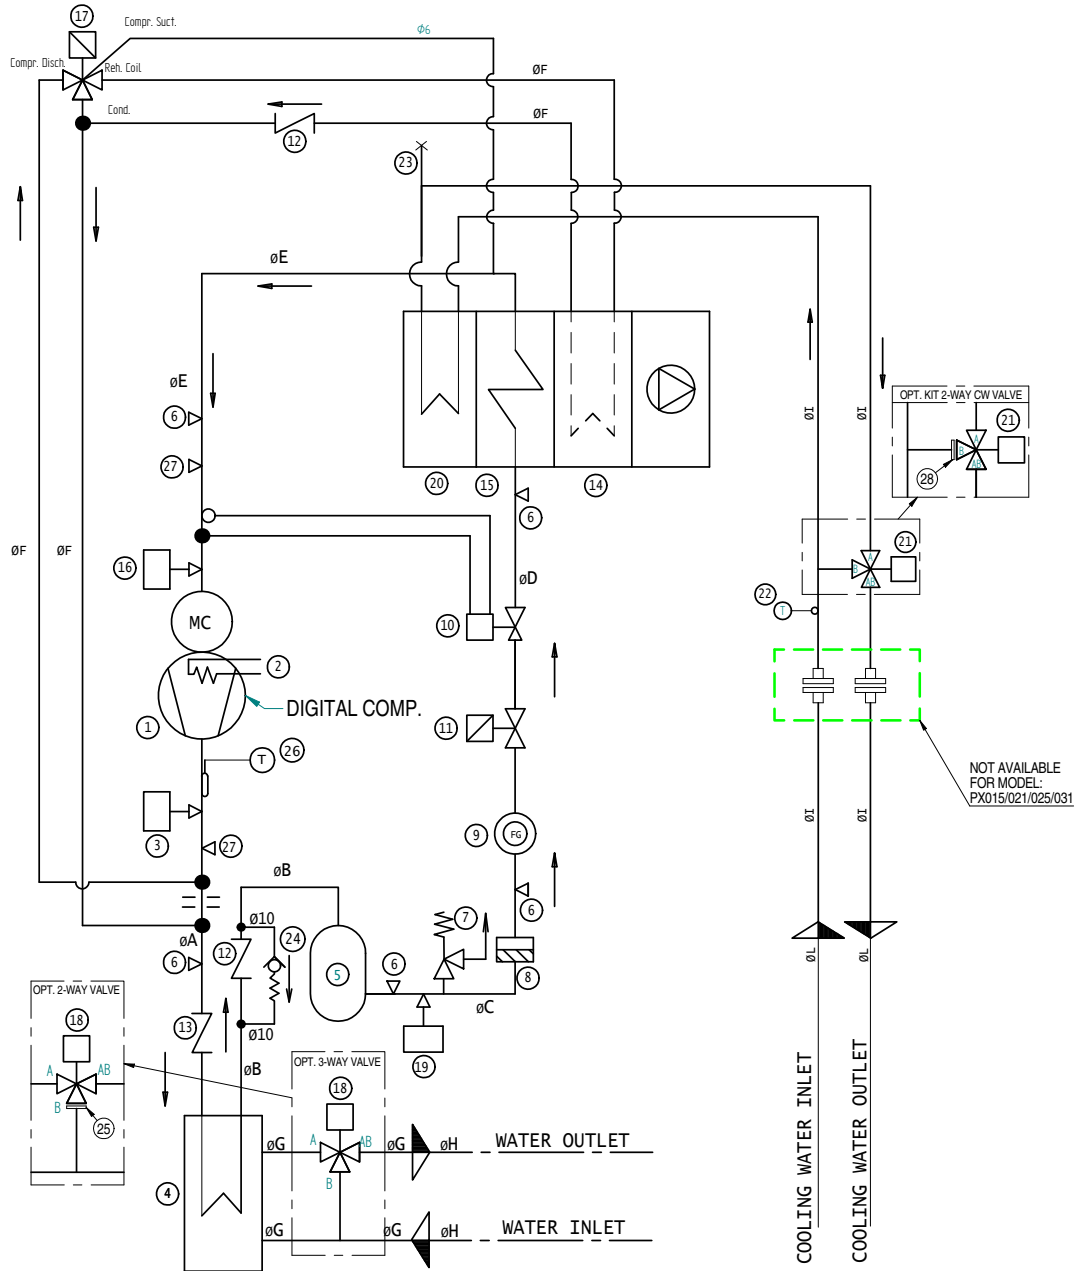 17
Compr. Suct.
Φ6
Compr. Disch.
Reh. Coil
ØF
Cond.
ØF
12
23
øE
øE
6
27
20
15
14
6
ØI
ØI
OPT. KIT 2-WAY CW VALVE
21
A
B
AB
28
ØF
ØF
16
øD
21
A
B
AB
22
T
MC
10
2
1
DIGITAL COMP.
11
T
26
NOT AVAILABLE
FOR MODEL:
PX015/021/025/031
3
27
9
FG
ØI
ØI
øB
7
6
øA
Ø10
12
24
6
5
6
8
øC
ØL
ØL
13
Ø10
19
OPT. 2-WAY VALVE
18
A
AB
B
25
øB
OPT. 3-WAY VALVE
18
COOLING WATER INLET
COOLING WATER OUTLET
øG
A
AB
B
øG
øH
WATER OUTLET
4
øG
øG
øH
WATER INLET